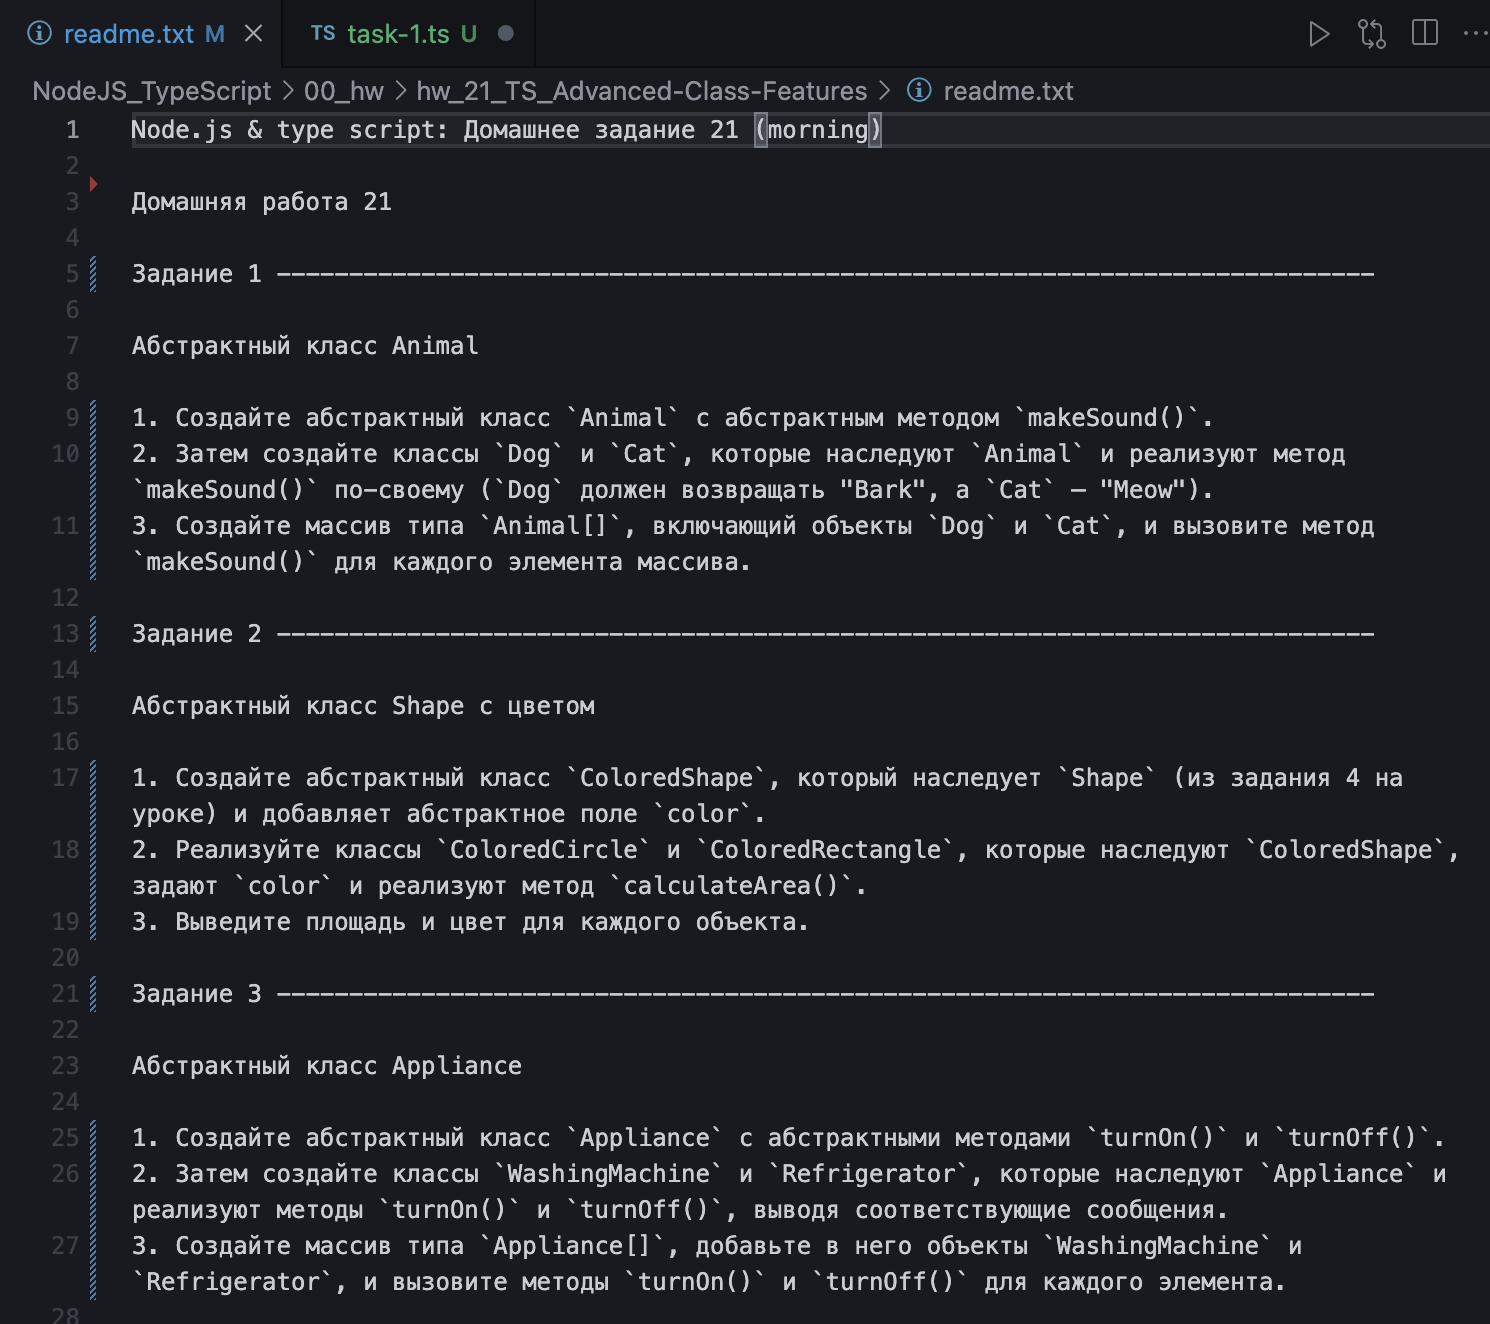 readme.txt M
TS task-1.ts U
NodeJS_TypeScript > 00_hw > hw_21_TS_Advanced-Class-Features > readme.txt
1 Node.js & type script: Домашнее задание 21 (morning)
2
3 Домашняя работа 21
4
5 Задание 1 ----------------------------------------------------------------------------
6
7 Абстрактный класс Animal
8
9 1. Создайте абстрактный класс `Animal` с абстрактным методом `makeSound()`.
10 2. Затем создайте классы `Dog` и `Cat`, которые наследуют `Animal` и реализуют метод
`makeSound()` по-своему (`Dog` должен возвращать "Bark", а `Cat` — "Meow").
11 3. Создайте массив типа `Animal[]`, включающий объекты `Dog` и `Cat`, и вызовите метод
`makeSound()` для каждого элемента массива.
12
13 Задание 2 ----------------------------------------------------------------------------
14
15 Абстрактный класс Shape с цветом
16
17 1. Создайте абстрактный класс `ColoredShape`, который наследует `Shape` (из задания 4 на
уроке) и добавляет абстрактное поле `color`.
18 2. Реализуйте классы `ColoredCircle` и `ColoredRectangle`, которые наследуют `ColoredShape`,
задают `color` и реализуют метод `calculateArea()`.
19 3. Выведите площадь и цвет для каждого объекта.
20
21 Задание 3 ----------------------------------------------------------------------------
22
23 Абстрактный класс Appliance
24
25 1. Создайте абстрактный класс `Appliance` с абстрактными методами `turnOn()` и `turnOff()`.
26 2. Затем создайте классы `WashingMachine` и `Refrigerator`, которые наследуют `Appliance` и
реализуют методы `turnOn()` и `turnOff()`, выводя соответствующие сообщения.
27 3. Создайте массив типа `Appliance[]`, добавьте в него объекты `WashingMachine` и
`Refrigerator`, и вызовите методы `turnOn()` и `turnOff()` для каждого элемента.
28